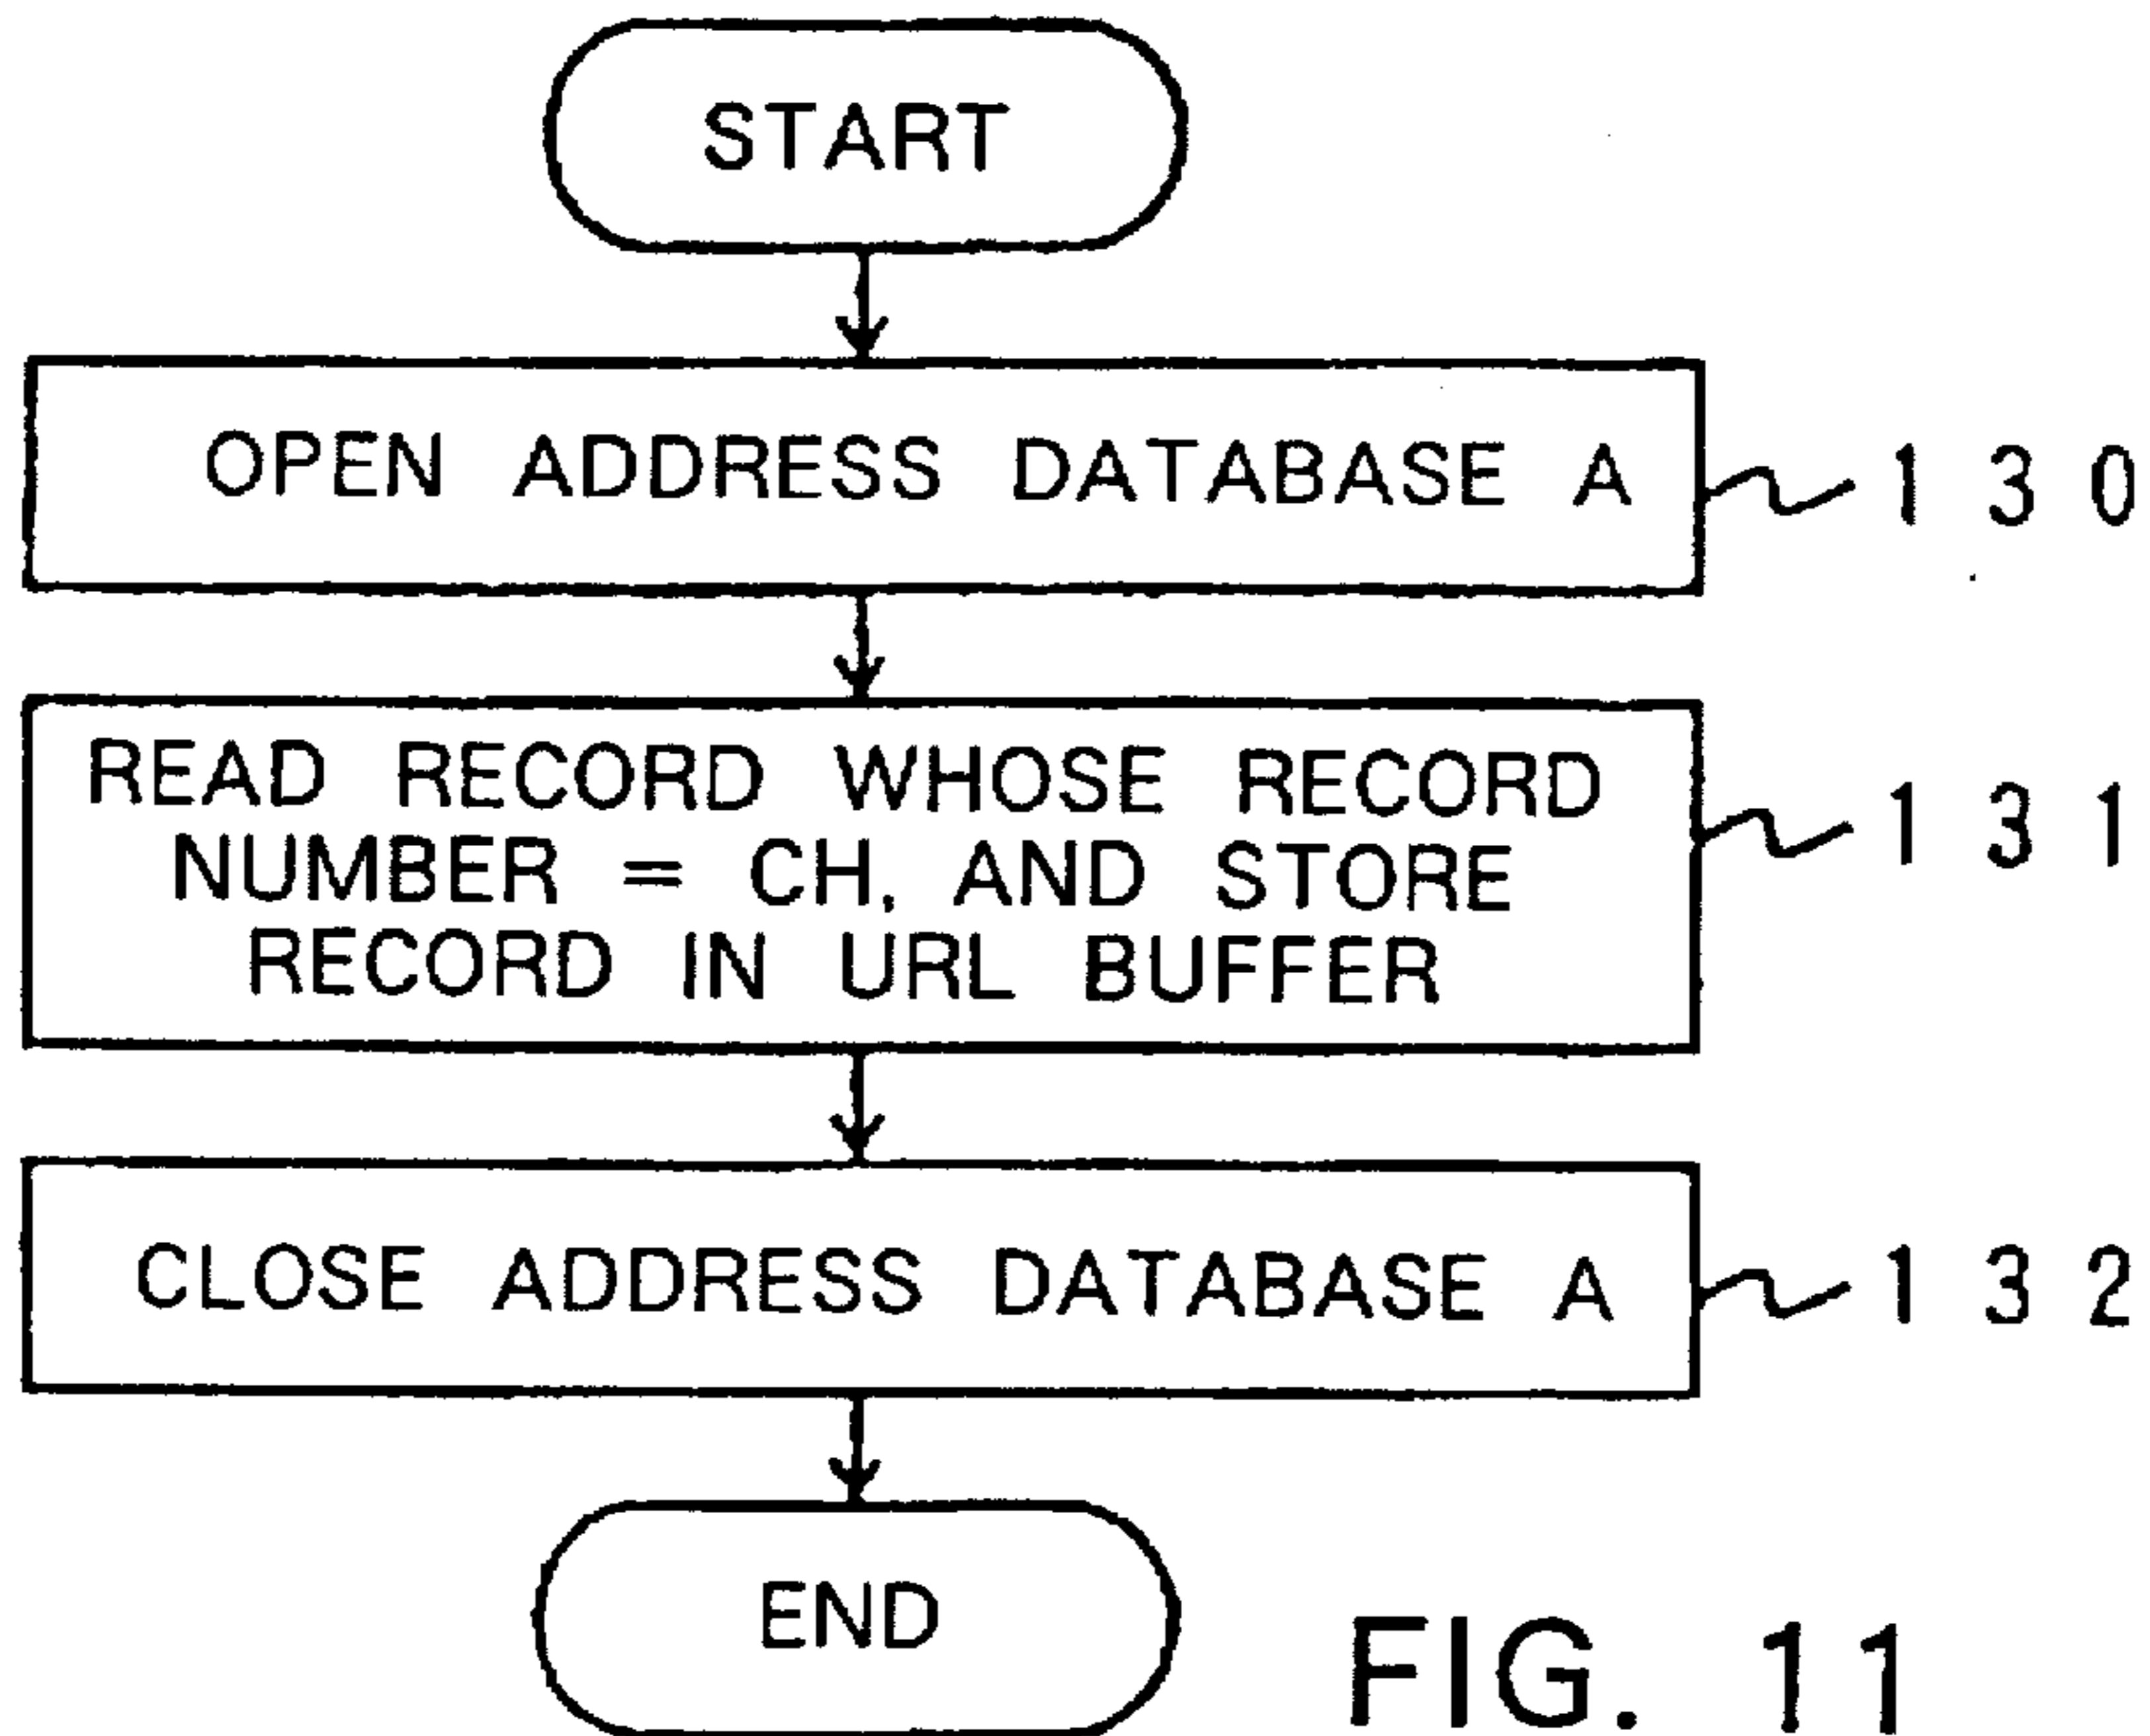 START
OPEN ADDRESS DATABASE A
130
READ RECORD WHOSE RECORD
NUMBER = CH, AND STORE
RECORD IN URL BUFFER
131
CLOSE ADDRESS DATABASE A
132
END
FIG. 11